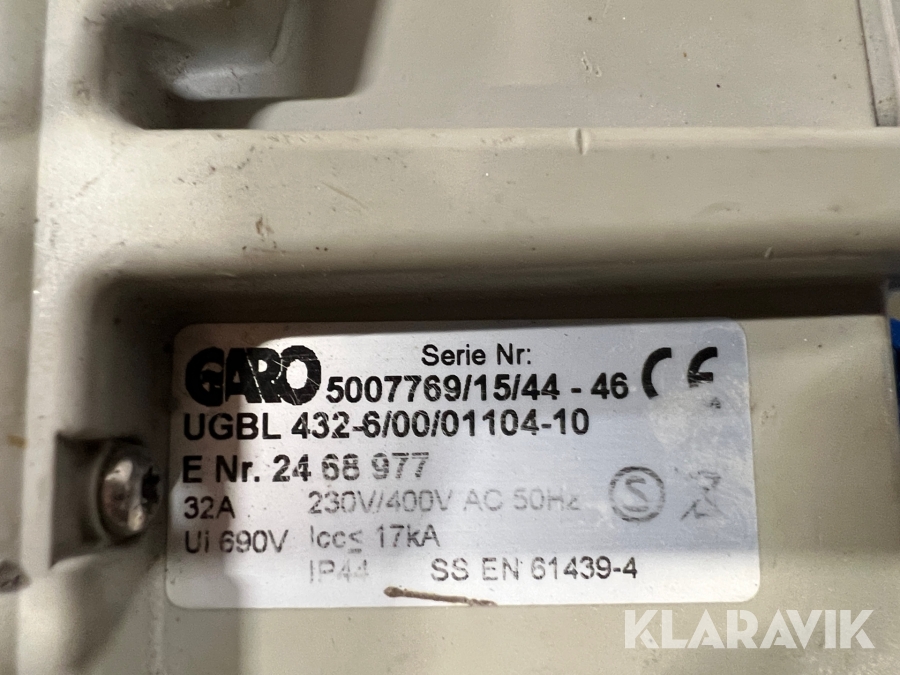 GARO Serie Nr:
5007769/15/44 - 46 CE
UGBL 432-6/00/01104-10
E Nr. 24 68 977
32A 230V/400V AC 50Hz S
Ui 690V Icc≤ 17kA
IP44 SS EN 61439-4
KLARAVIK